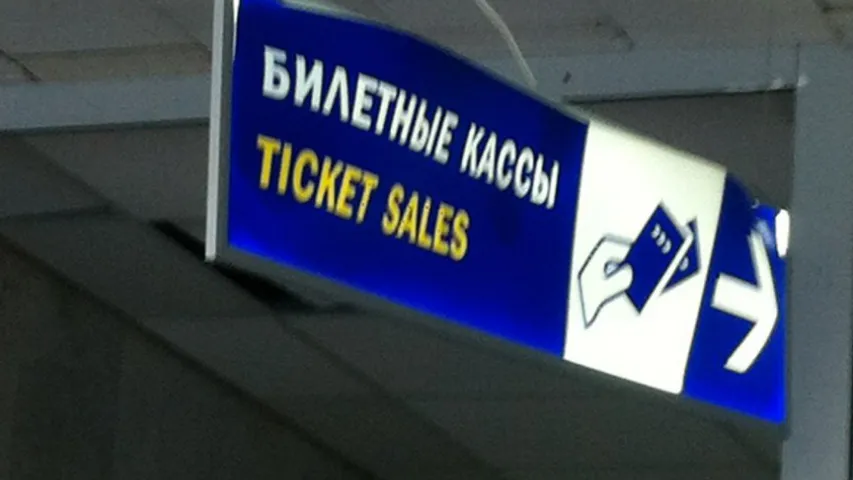 БИЛЕТНЫЕ КАССЫ
TICKET SALES